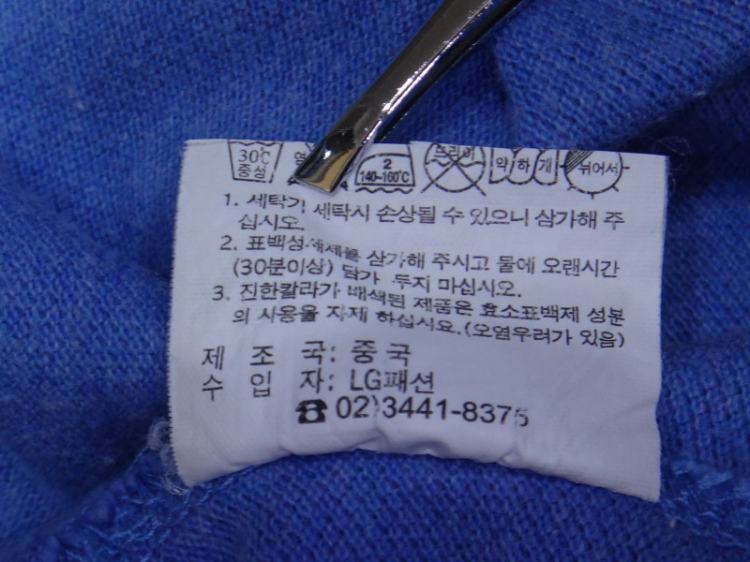 30℃ 중성 2 140~160℃ 드라이 약하게 뉘어서
1. 세탁기 세탁시 손상될 수 있으니 삼가해 주
십시오.
2. 표백성 세제를 삼가해 주시고 물에 오랜시간
(30분이상) 담가 두지 마십시오.
3. 진한칼라가 배색된 제품은 효소표백제 성분
의 사용을 자제 하십시요.(오염우려가 있음)
제 조 국: 중 국
수 입 자: LG패션
☎ 02)3441-8375